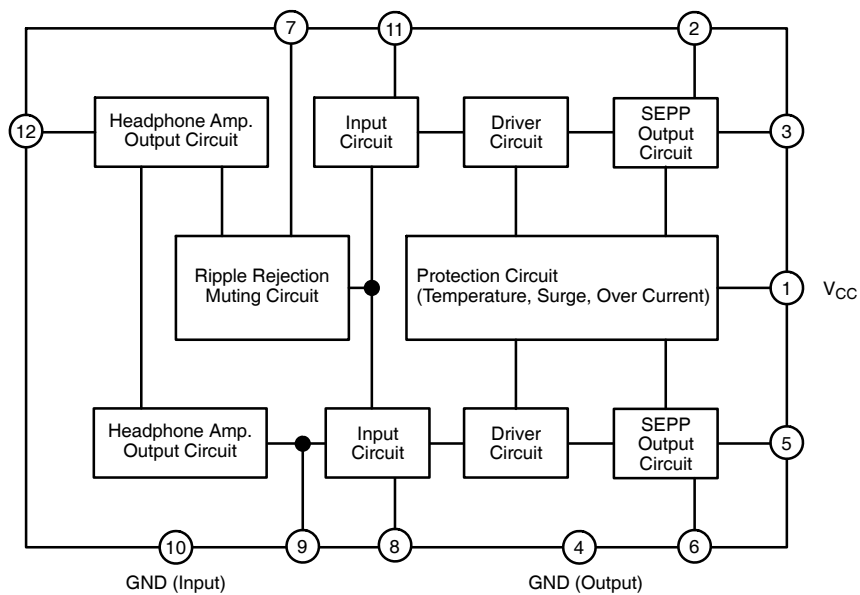 7
11
2
12
Headphone Amp.
Output Circuit
Input
Circuit
Driver
Circuit
SEPP
Output
Circuit
3
Ripple Rejection
Muting Circuit
Protection Circuit
(Temperature, Surge, Over Current)
1
VCC
Headphone Amp.
Output Circuit
Input
Circuit
Driver
Circuit
SEPP
Output
Circuit
5
10
9
8
4
6
GND (Input)
GND (Output)